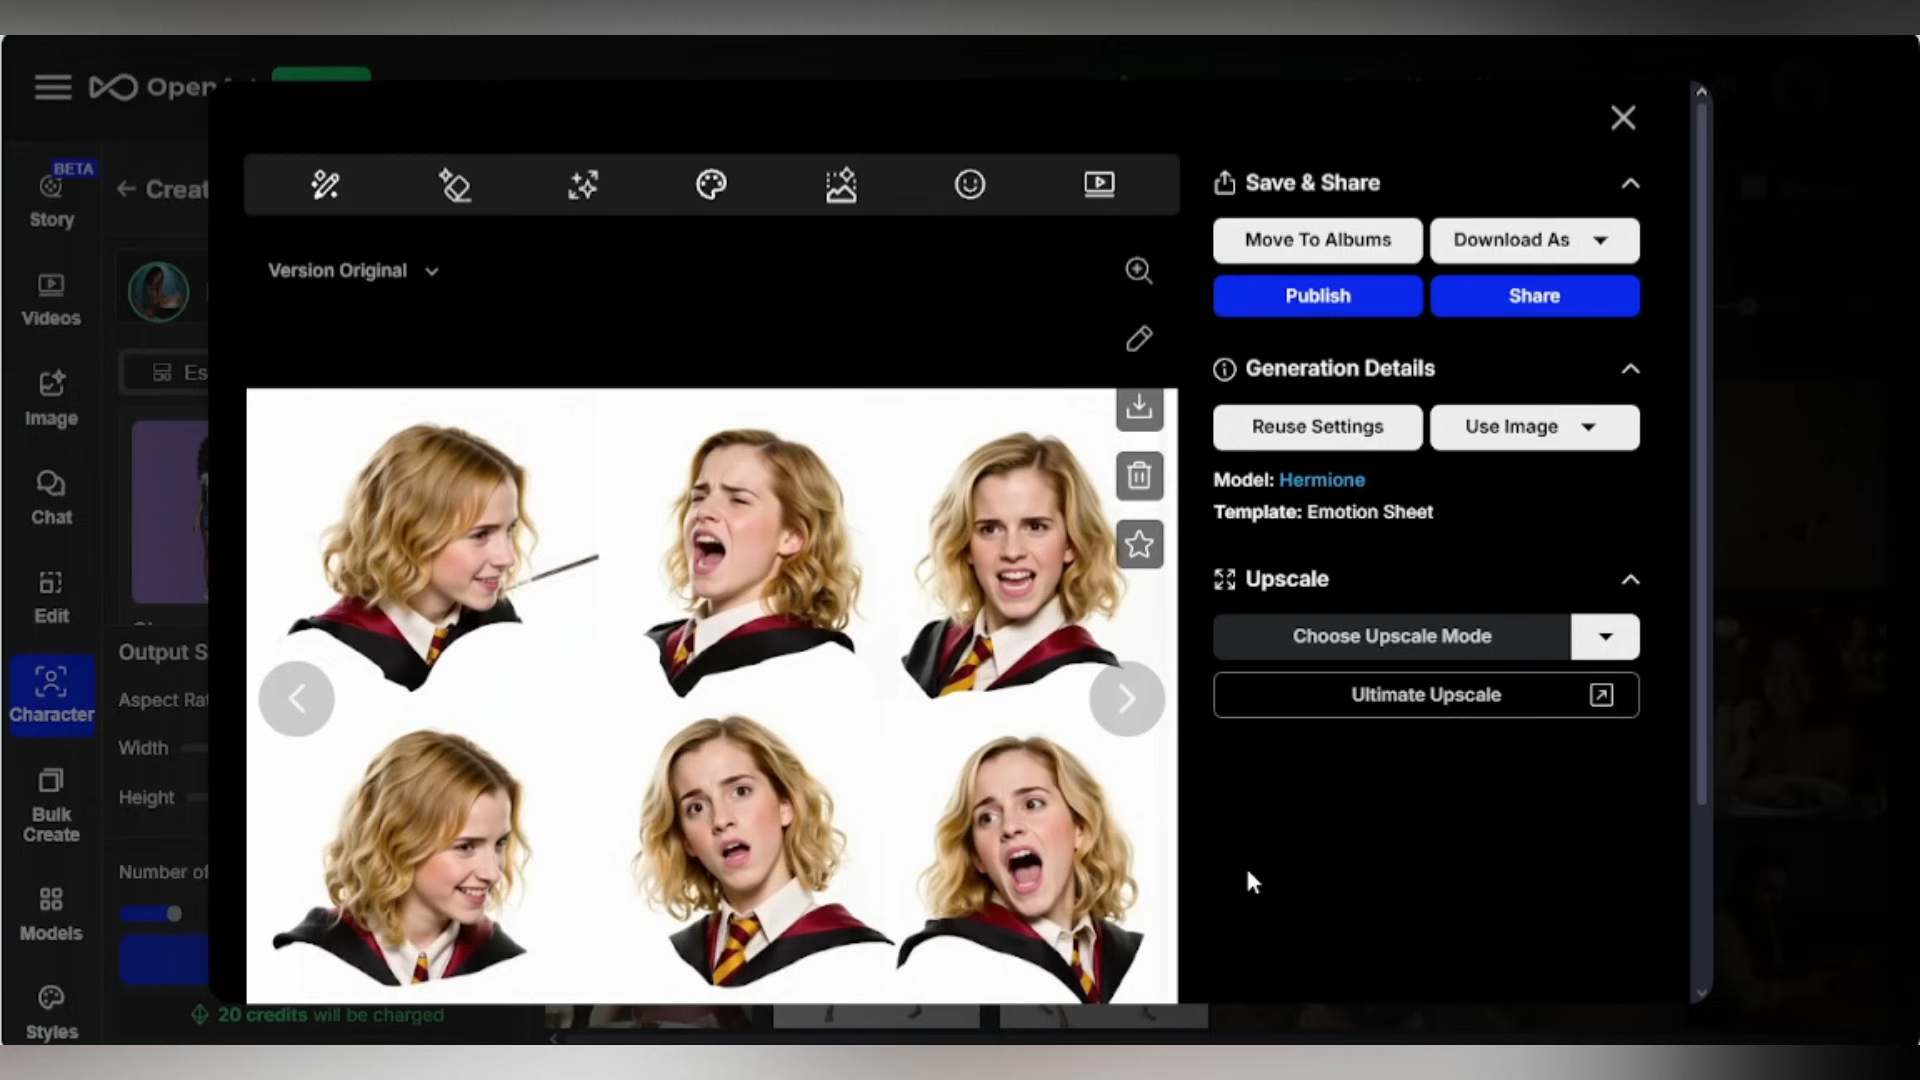 Open
BETA
Story
Creat
Videos
Es
Image
Chat
Edit
Output S
Aspect Rat
Character
Width
Height
Bulk
Create
Number of
Models
Styles
20 credits will be charged
Version Original
Save & Share
Move To Albums
Download As
Publish
Share
Generation Details
Reuse Settings
Use Image
Model: Hermione
Template: Emotion Sheet
Upscale
Choose Upscale Mode
Ultimate Upscale